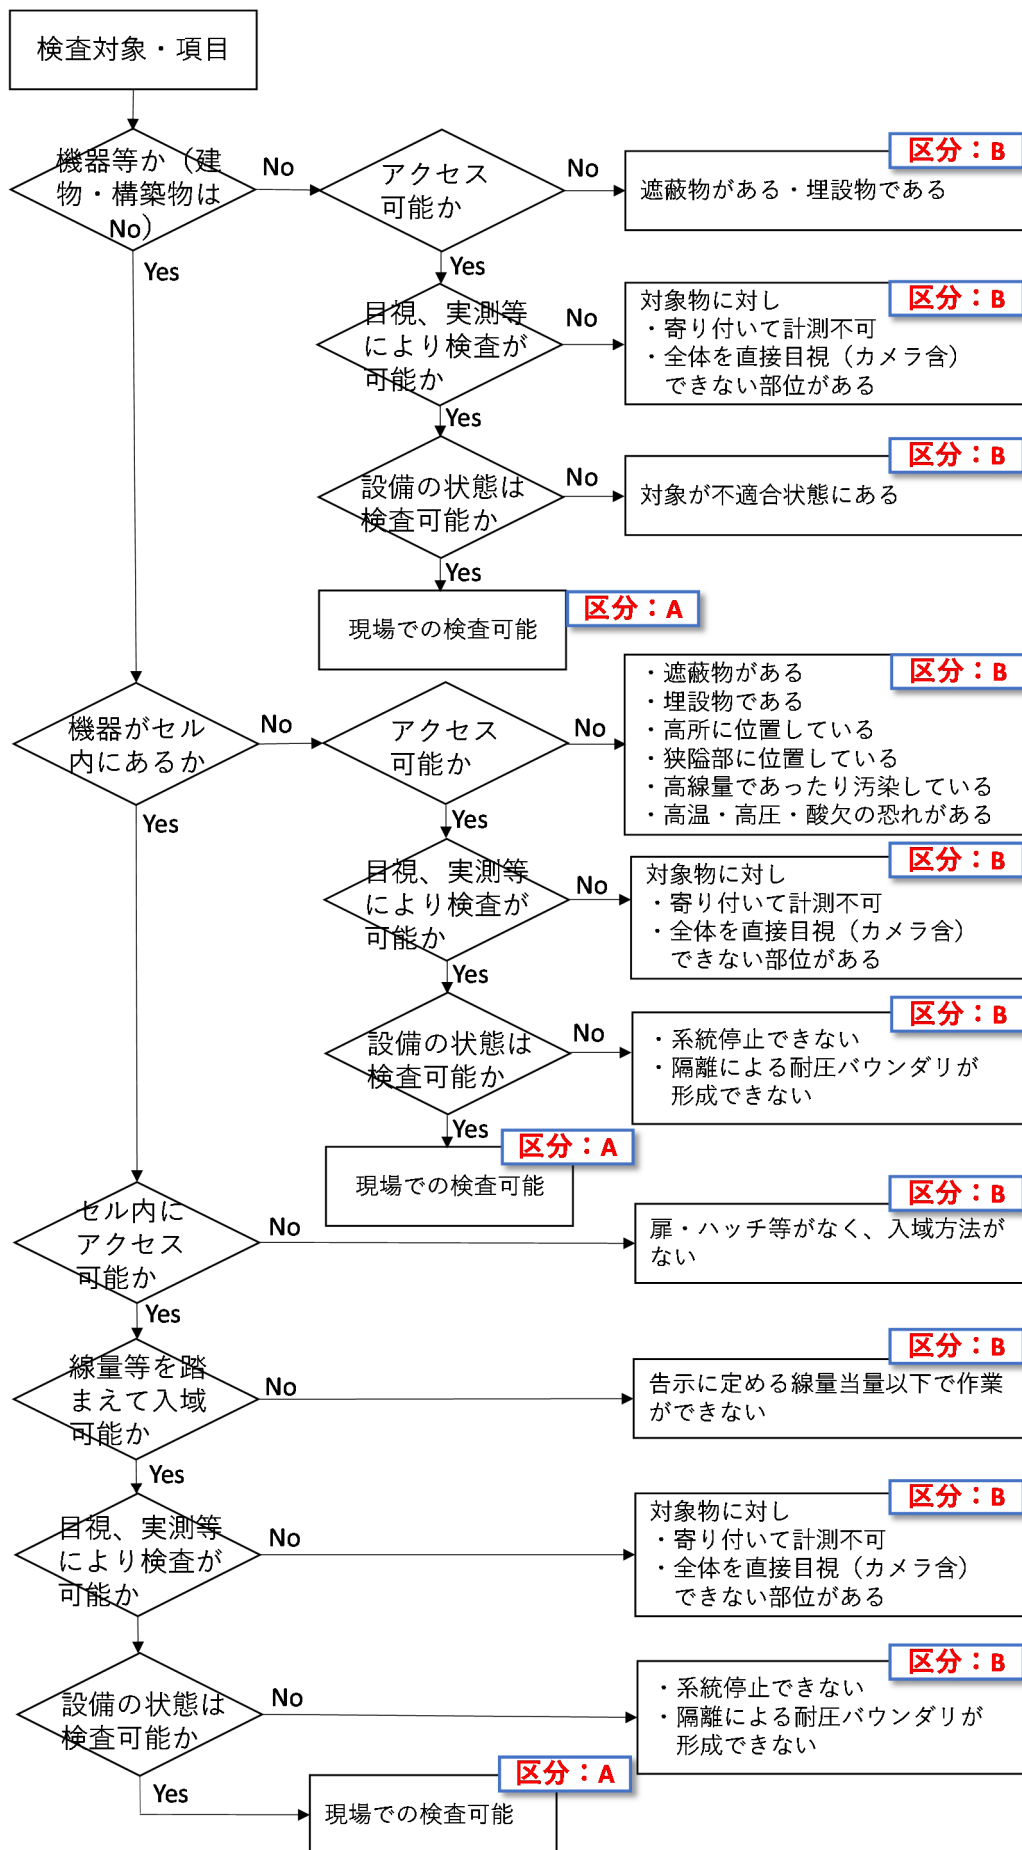 検査対象・項目
機器等か（建
物・構築物は
No）
No
アクセス
可能か
No
区分：B
遮蔽物がある・埋設物である
Yes
Yes
目視、実測等
により検査が
可能か
No
区分：B
対象物に対し
・寄り付いて計測不可
・全体を直接目視（カメラ含）
できない部位がある
Yes
設備の状態は
検査可能か
No
区分：B
対象が不適合状態にある
Yes
区分：A
現場での検査可能
機器がセル
内にあるか
No
アクセス
可能か
No
区分：B
・遮蔽物がある
・埋設物である
・高所に位置している
・狭隘部に位置している
・高線量であったり汚染している
・高温・高圧・酸欠の恐れがある
Yes
Yes
目視、実測等
により検査が
可能か
No
区分：B
対象物に対し
・寄り付いて計測不可
・全体を直接目視（カメラ含）
できない部位がある
Yes
設備の状態は
検査可能か
No
区分：B
・系統停止できない
・隔離による耐圧バウンダリが
形成できない
Yes
区分：A
現場での検査可能
セル内に
アクセス
可能か
No
区分：B
扉・ハッチ等がなく、入域方法が
ない
Yes
線量等を踏
まえて入域
可能か
No
区分：B
告示に定める線量当量以下で作業
ができない
Yes
目視、実測等
により検査が
可能か
No
区分：B
対象物に対し
・寄り付いて計測不可
・全体を直接目視（カメラ含）
できない部位がある
設備の状態は
検査可能か
No
区分：B
・系統停止できない
・隔離による耐圧バウンダリが
形成できない
Yes
区分：A
現場での検査可能